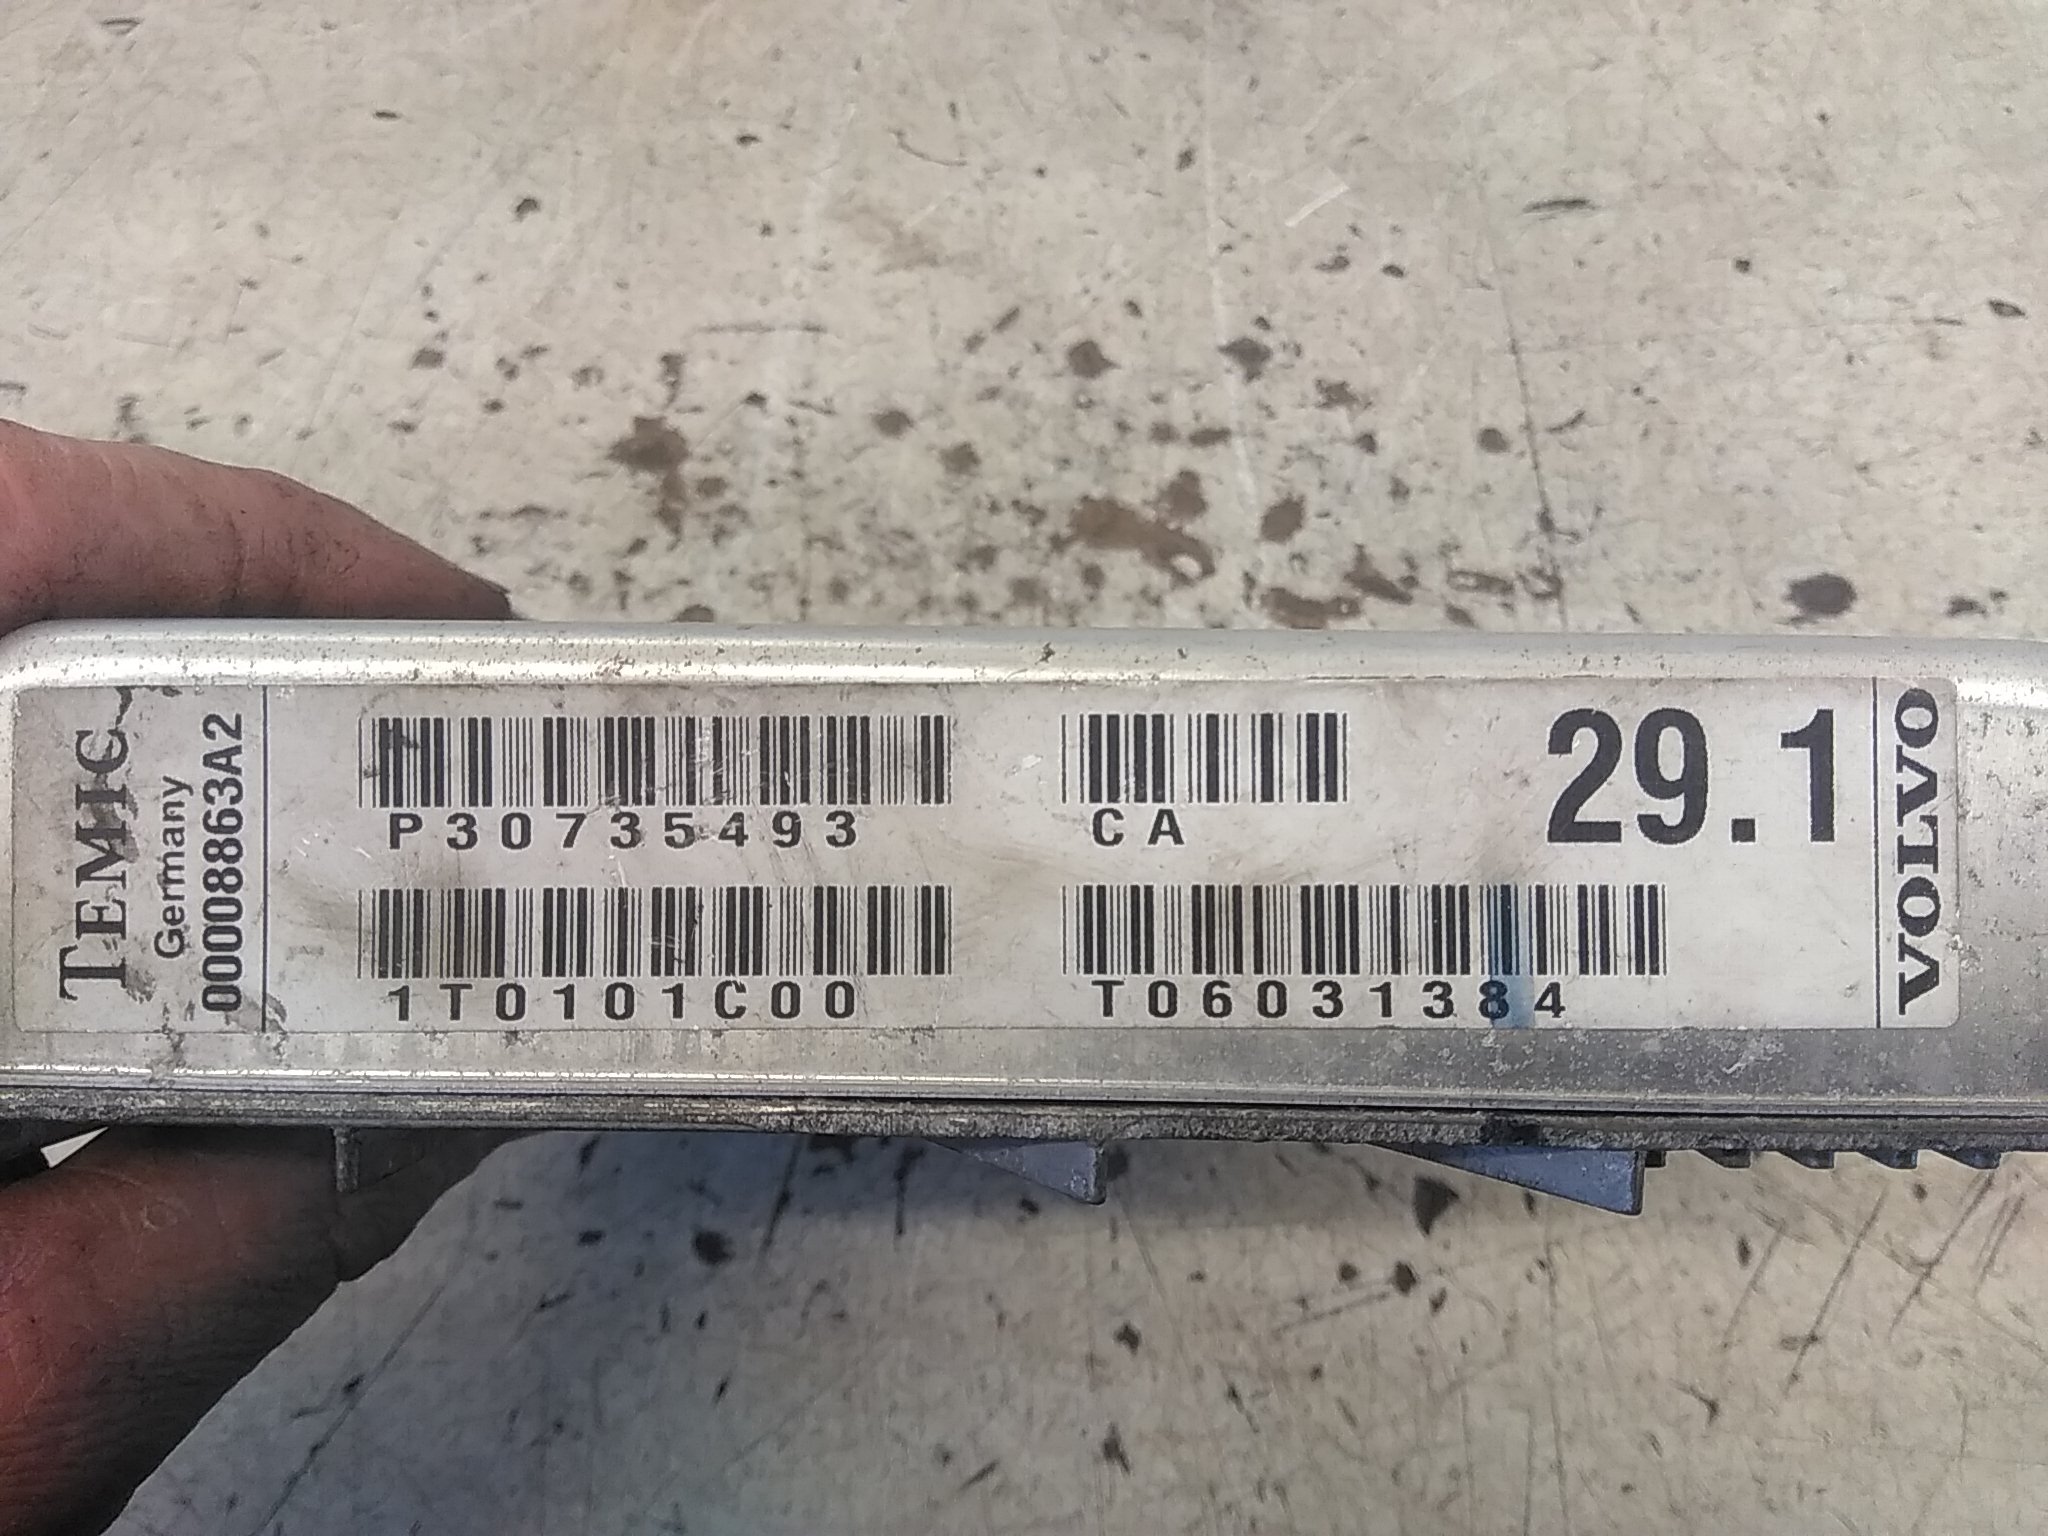 TEMIC
Germany
00008863A2
P30735493
CA
29.1
1T0101C00
T06031384
VOLVO